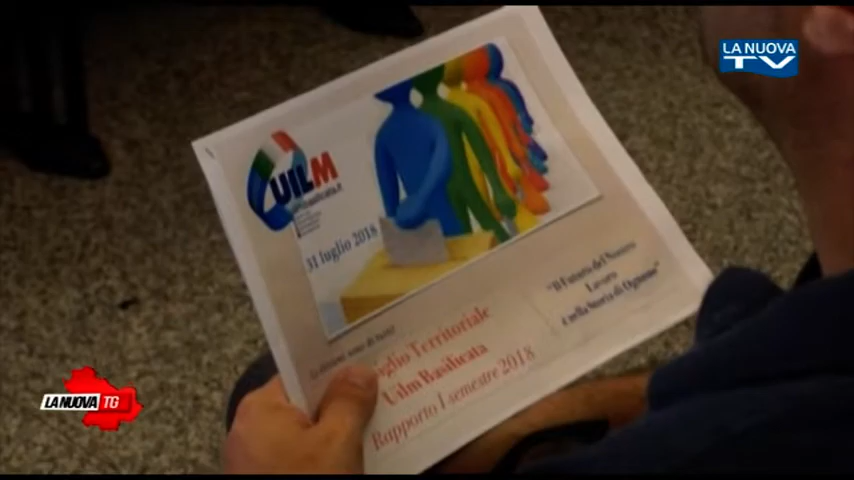 LA NUOVA
TV
UILM
31 luglio 2018
"Il Futuro del Nostro
Lavoro
è nella Storia di Ognuno"
Territoriale
Uilm Basilicata
Rapporto I semestre 2018
LA NUOVA TG